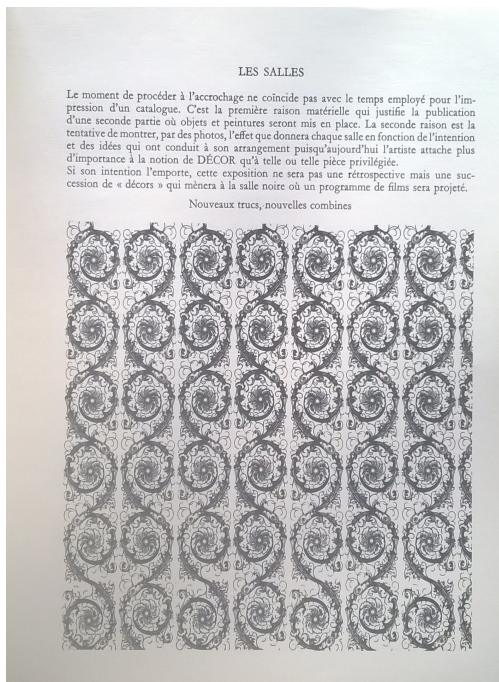 LES SALLES
Le moment de procéder à l'accrochage ne coïncide pas avec le temps employé pour l'im-
pression d'un catalogue. C'est la première raison matérielle qui justifie la publication
d'une seconde partie où objets et peintures seront mis en place. La seconde raison est la
tentative de montrer, par des photos, l'effet que donnera chaque salle en fonction de l'intention
et des idées qui ont conduit à son arrangement puisqu'aujourd'hui l'artiste attache plus
d'importance à la notion de DÉCOR qu'à telle ou telle pièce privilégiée.
Si son intention l'emporte, cette exposition ne sera pas une rétrospective mais une suc-
cession de « décors » qui mènera à la salle noire où un programme de films sera projeté.
Nouveaux trucs, nouvelles combines